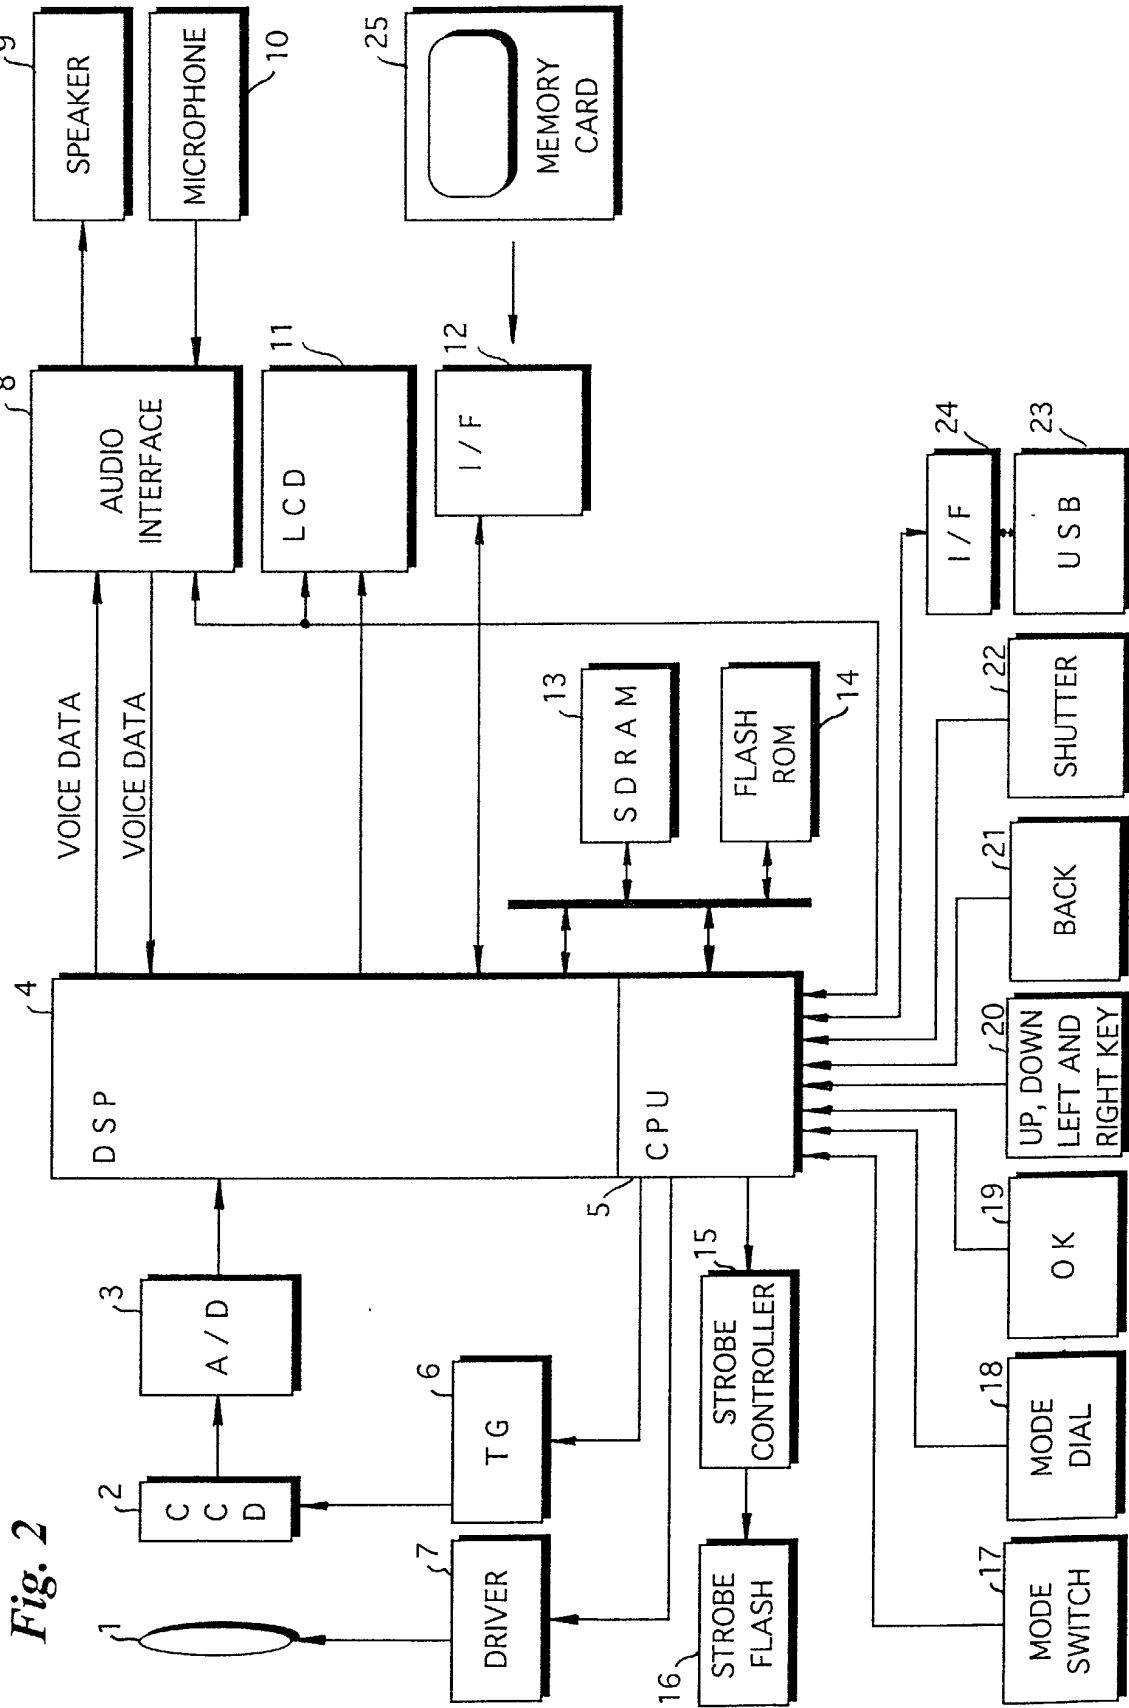 Fig. 2
1
2
C C D
3
A / D
4
D S P
5
C P U
6
T G
7
DRIVER
VOICE DATA
VOICE DATA
8
AUDIO
INTERFACE
9
SPEAKER
MICROPHONE
10
11
L C D
12
I / F
25
MEMORY
CARD
13
S D R A M
FLASH
ROM
14
15
STROBE
CONTROLLER
16
STROBE
FLASH
17
MODE
SWITCH
18
MODE
DIAL
19
O K
20
UP, DOWN
LEFT AND
RIGHT KEY
21
BACK
22
SHUTTER
24
I / F
23
U S B